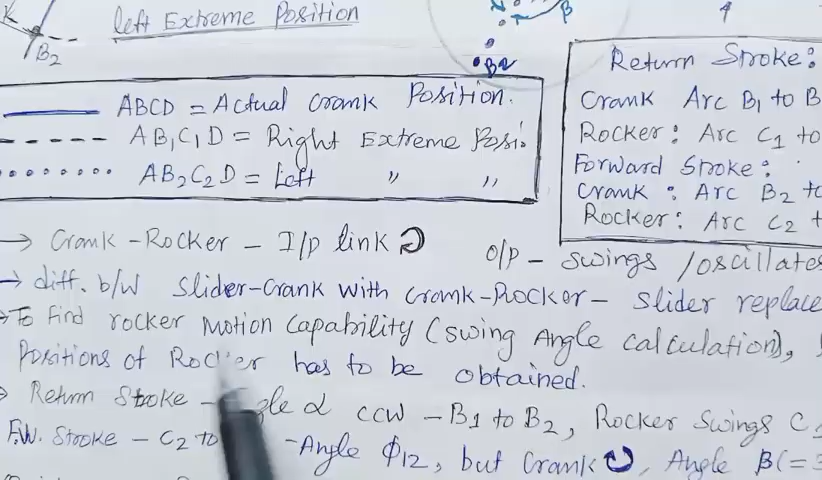 K
B2
left Extreme Position
β
B2
4
ABCD = Actual Crank Position.
AB1C1D = Right Extreme Posi.
AB2C2D = Left " "
Return Stroke:
Crank Arc B1 to B
Rocker: Arc C1 to
Forward Stroke:
Crank : Arc B2 to
Rocker: Arc C2 t
→ Crank-Rocker - I/p link O/p - swings /oscillates
→ diff. b/w Slider-Crank with Crank-Rocker - Slider replace
→ To find rocker motion Capability (swing Angle calculation),
Positions of Rocker has to be obtained.
Return Stroke - α CCW - B1 to B2, Rocker Swings C1
F.W. Stroke - C2 to - Angle Φ12, but Crank, Angle β(=3